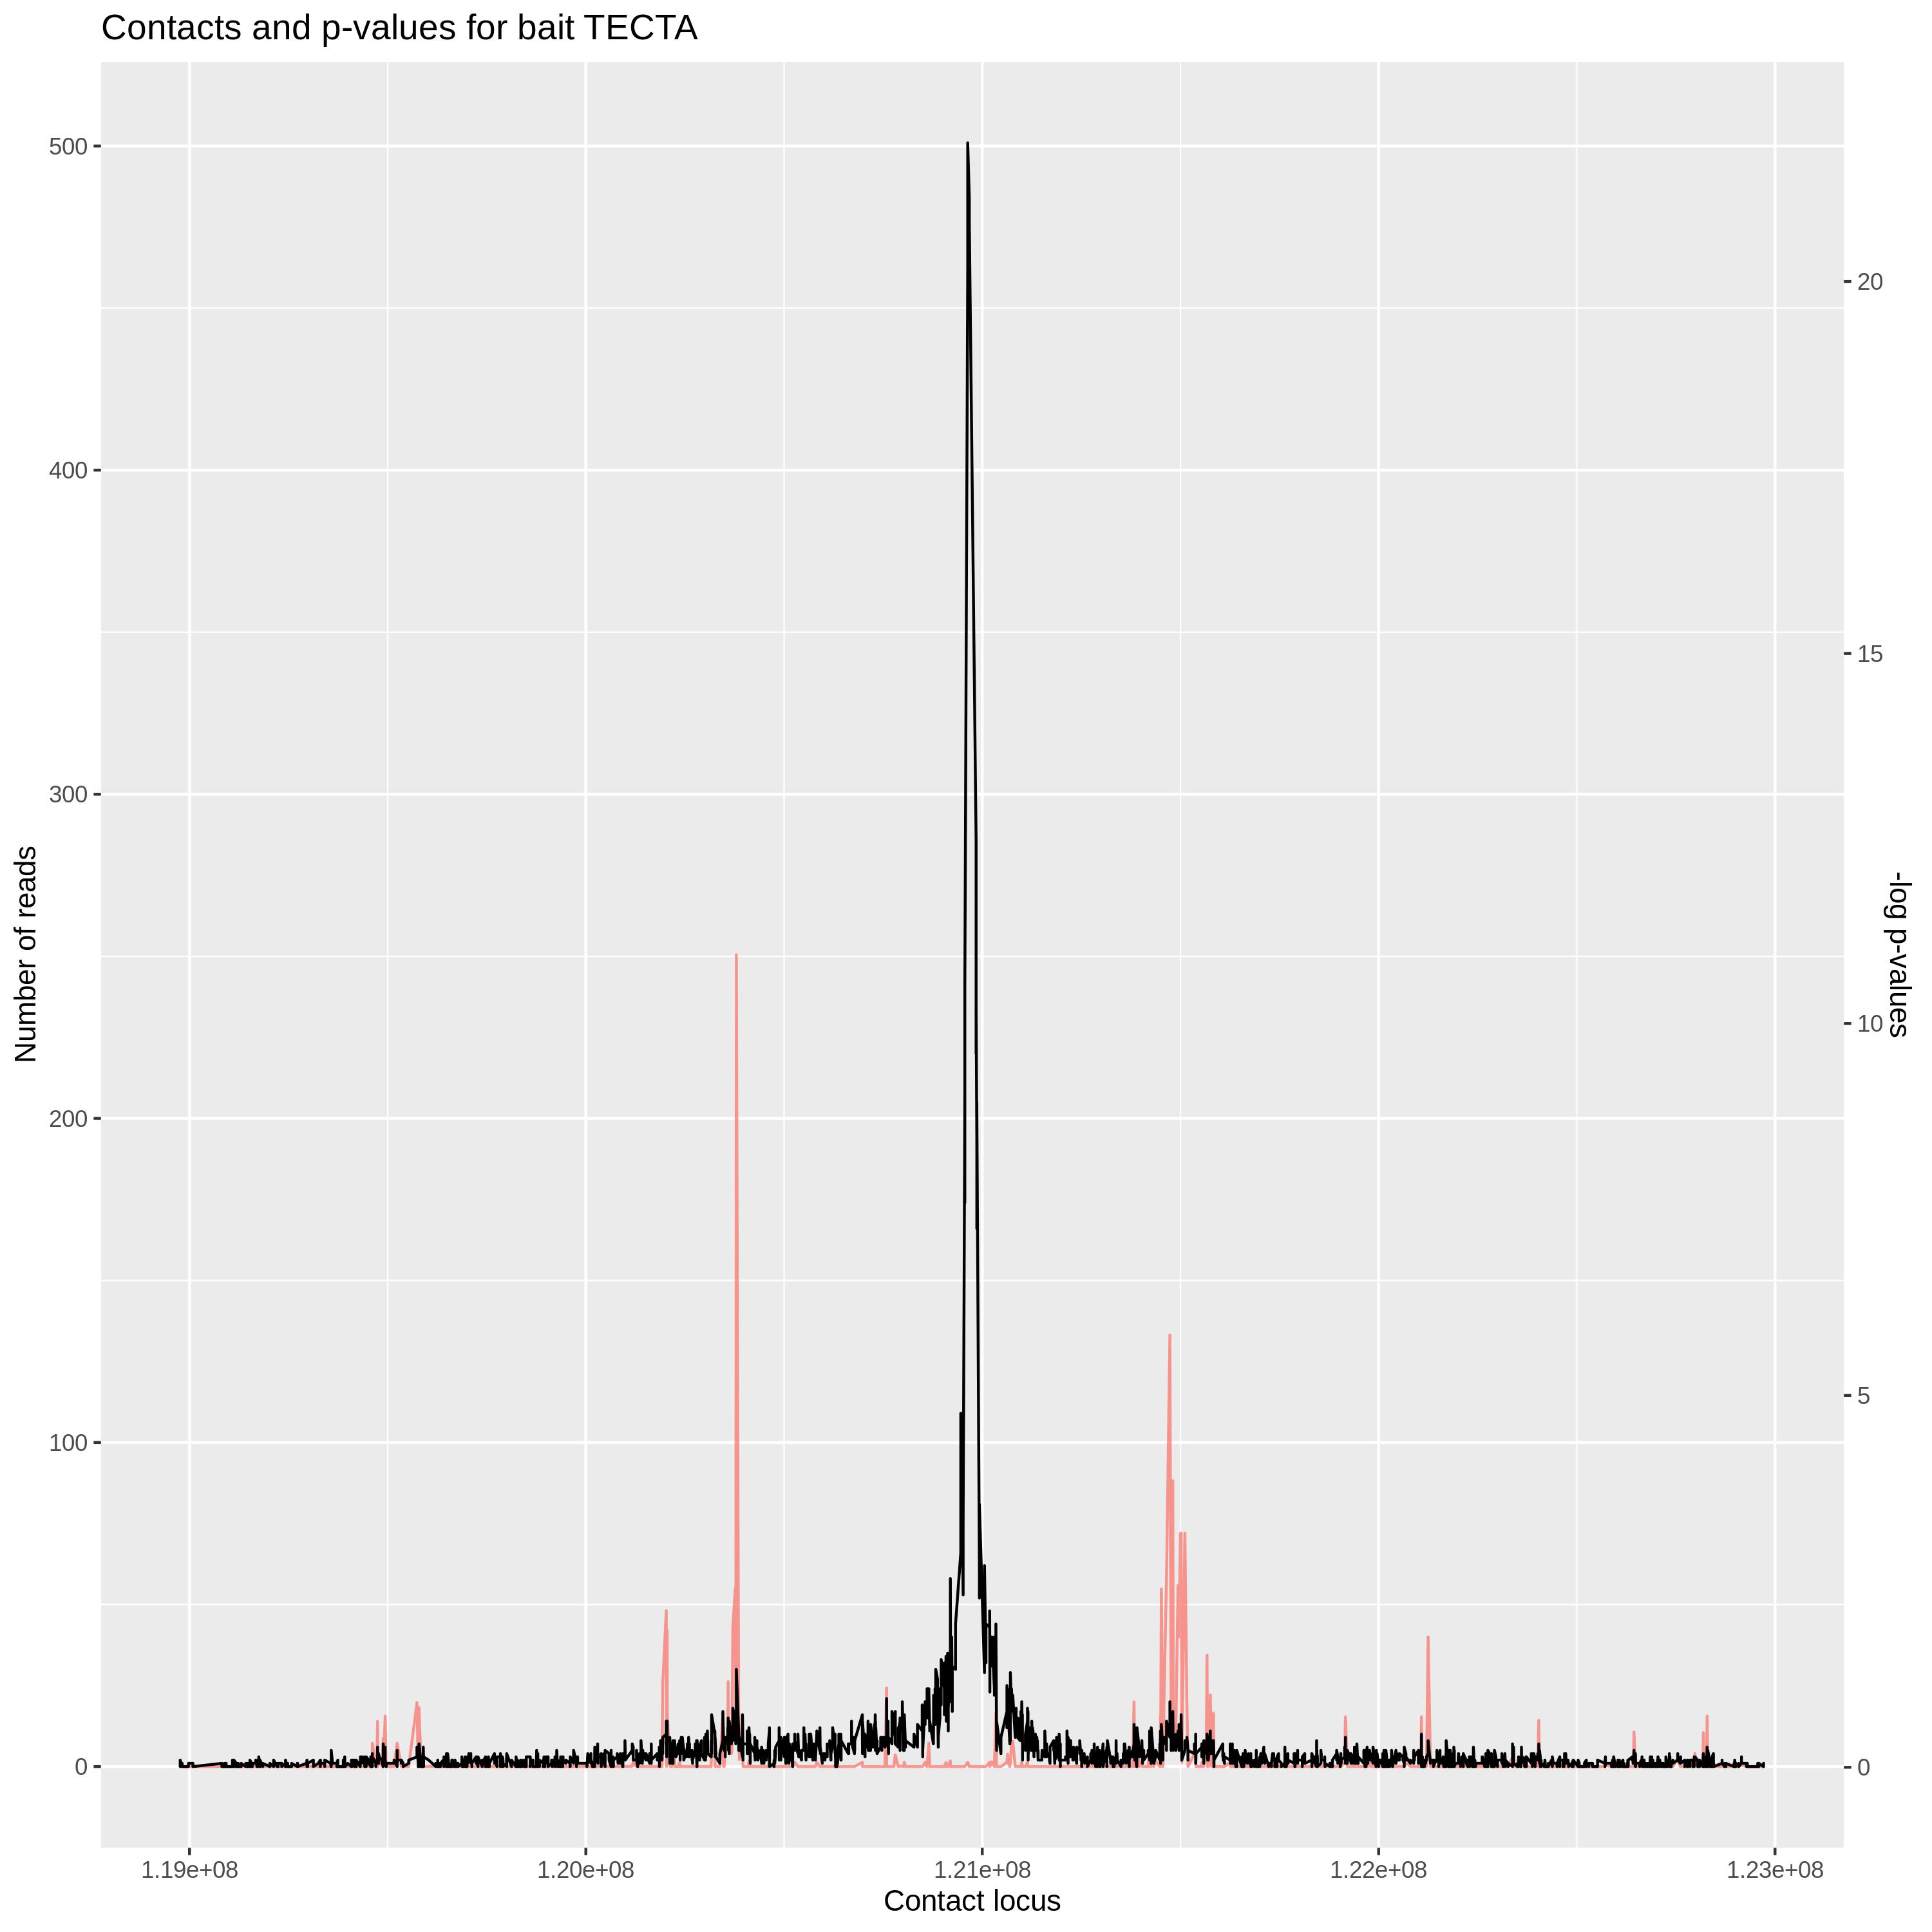 Contacts and p-values for bait TECTA
500
400
300
200
100
0
Number of reads
20
15
10
5
0
-log p-values
1.19e+08
1.20e+08
1.21e+08
1.22e+08
1.23e+08
Contact locus